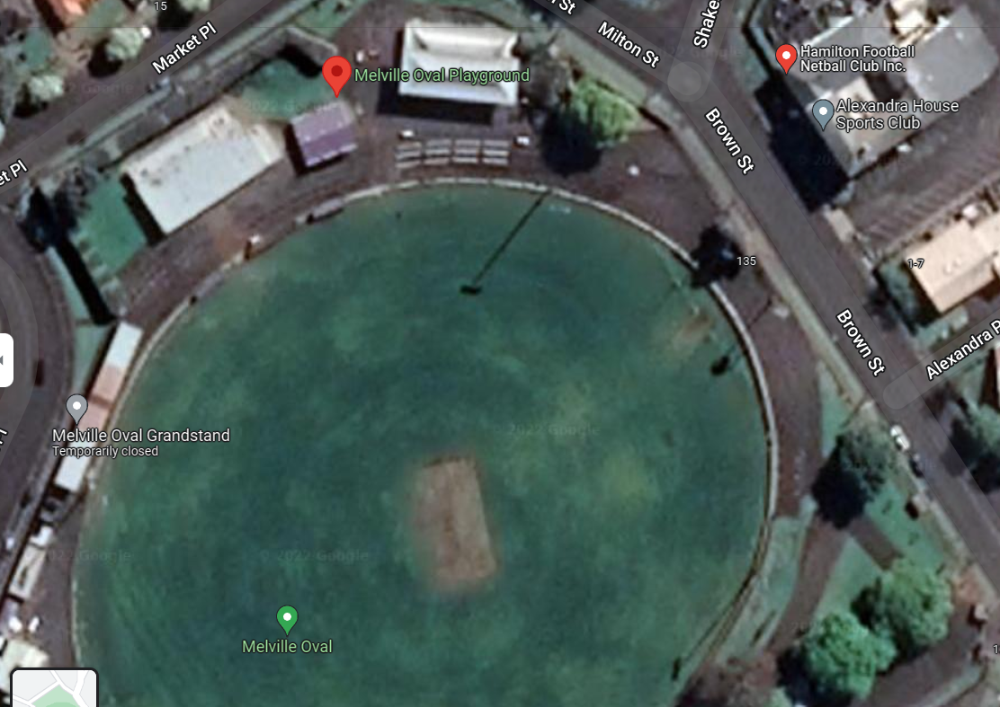 15
St
Market Pl
Milton St
Shake
Hamilton Football
Netball Club Inc.
Melville Oval Playground
Alexandra House
Sports Club
Brown St
et Pl
135
1-7
Brown St
Alexandra P
Melville Oval Grandstand
Temporarily closed
© 2022 Google
2022 Google
© 2022 Google
Melville Oval